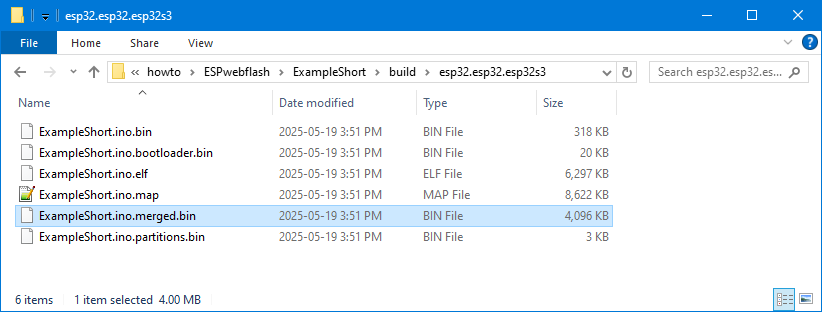 esp32.esp32.esp32s3
File Home Share View
« howto > ESPwebflash > ExampleShort > build > esp32.esp32.esp32s3 Search esp32.esp32.es...
Name Date modified Type Size
ExampleShort.ino.bin 2025-05-19 3:51 PM BIN File 318 KB
ExampleShort.ino.bootloader.bin 2025-05-19 3:51 PM BIN File 20 KB
ExampleShort.ino.elf 2025-05-19 3:51 PM ELF File 6,297 KB
ExampleShort.ino.map 2025-05-19 3:51 PM MAP File 8,622 KB
ExampleShort.ino.merged.bin 2025-05-19 3:51 PM BIN File 4,096 KB
ExampleShort.ino.partitions.bin 2025-05-19 3:51 PM BIN File 3 KB
6 items 1 item selected 4.00 MB